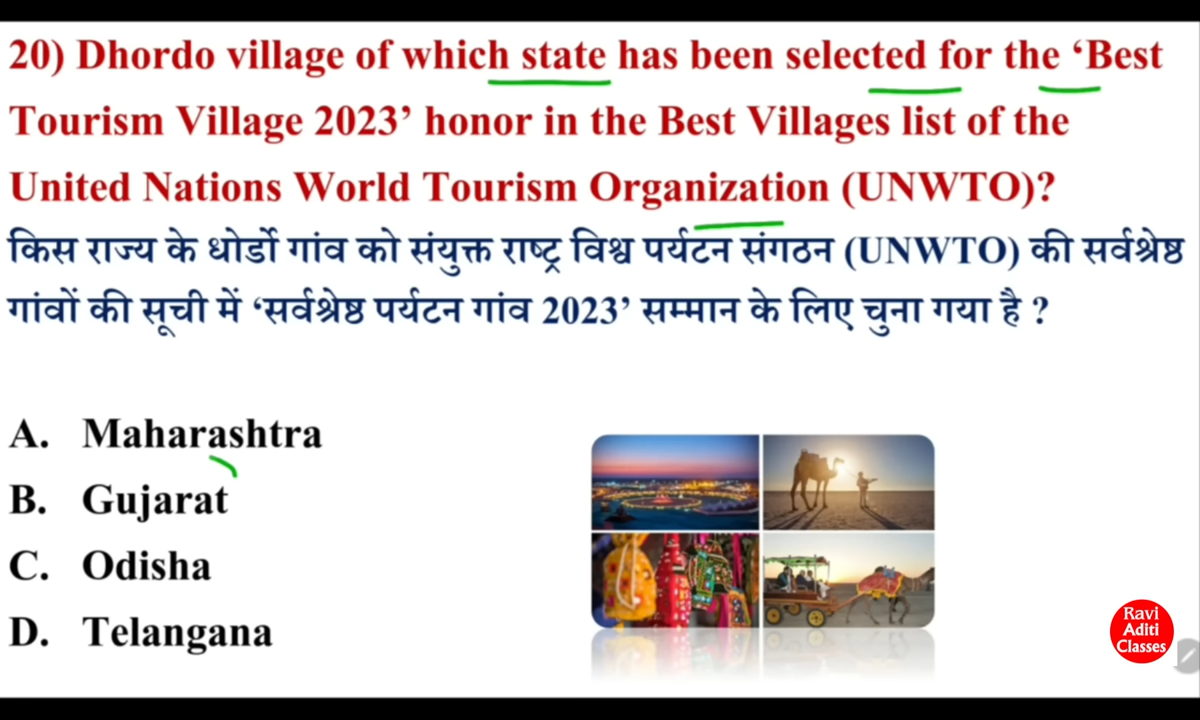 20) Dhordo village of which state has been selected for the ‘Best
Tourism Village 2023’ honor in the Best Villages list of the
United Nations World Tourism Organization (UNWTO)?
किस राज्य के धोर्डो गांव को संयुक्त राष्ट्र विश्व पर्यटन संगठन (UNWTO) की सर्वश्रेष्ठ
गांवों की सूची में ‘सर्वश्रेष्ठ पर्यटन गांव 2023’ सम्मान के लिए चुना गया है ?
A. Maharashtra
B. Gujarat
C. Odisha
D. Telangana
Ravi
Aditi
Classes